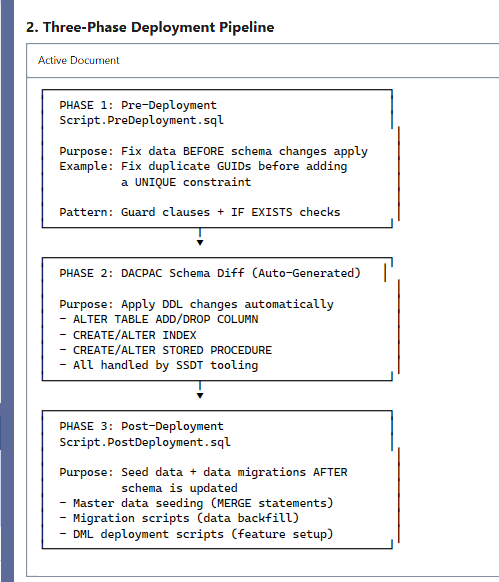 2. Three-Phase Deployment Pipeline
Active Document
PHASE 1: Pre-Deployment
Script.PreDeployment.sql
Purpose: Fix data BEFORE schema changes apply
Example: Fix duplicate GUIDs before adding
a UNIQUE constraint
Pattern: Guard clauses + IF EXISTS checks
PHASE 2: DACPAC Schema Diff (Auto-Generated)
Purpose: Apply DDL changes automatically
- ALTER TABLE ADD/DROP COLUMN
- CREATE/ALTER INDEX
- CREATE/ALTER STORED PROCEDURE
- All handled by SSDT tooling
PHASE 3: Post-Deployment
Script.PostDeployment.sql
Purpose: Seed data + data migrations AFTER
schema is updated
- Master data seeding (MERGE statements)
- Migration scripts (data backfill)
- DML deployment scripts (feature setup)